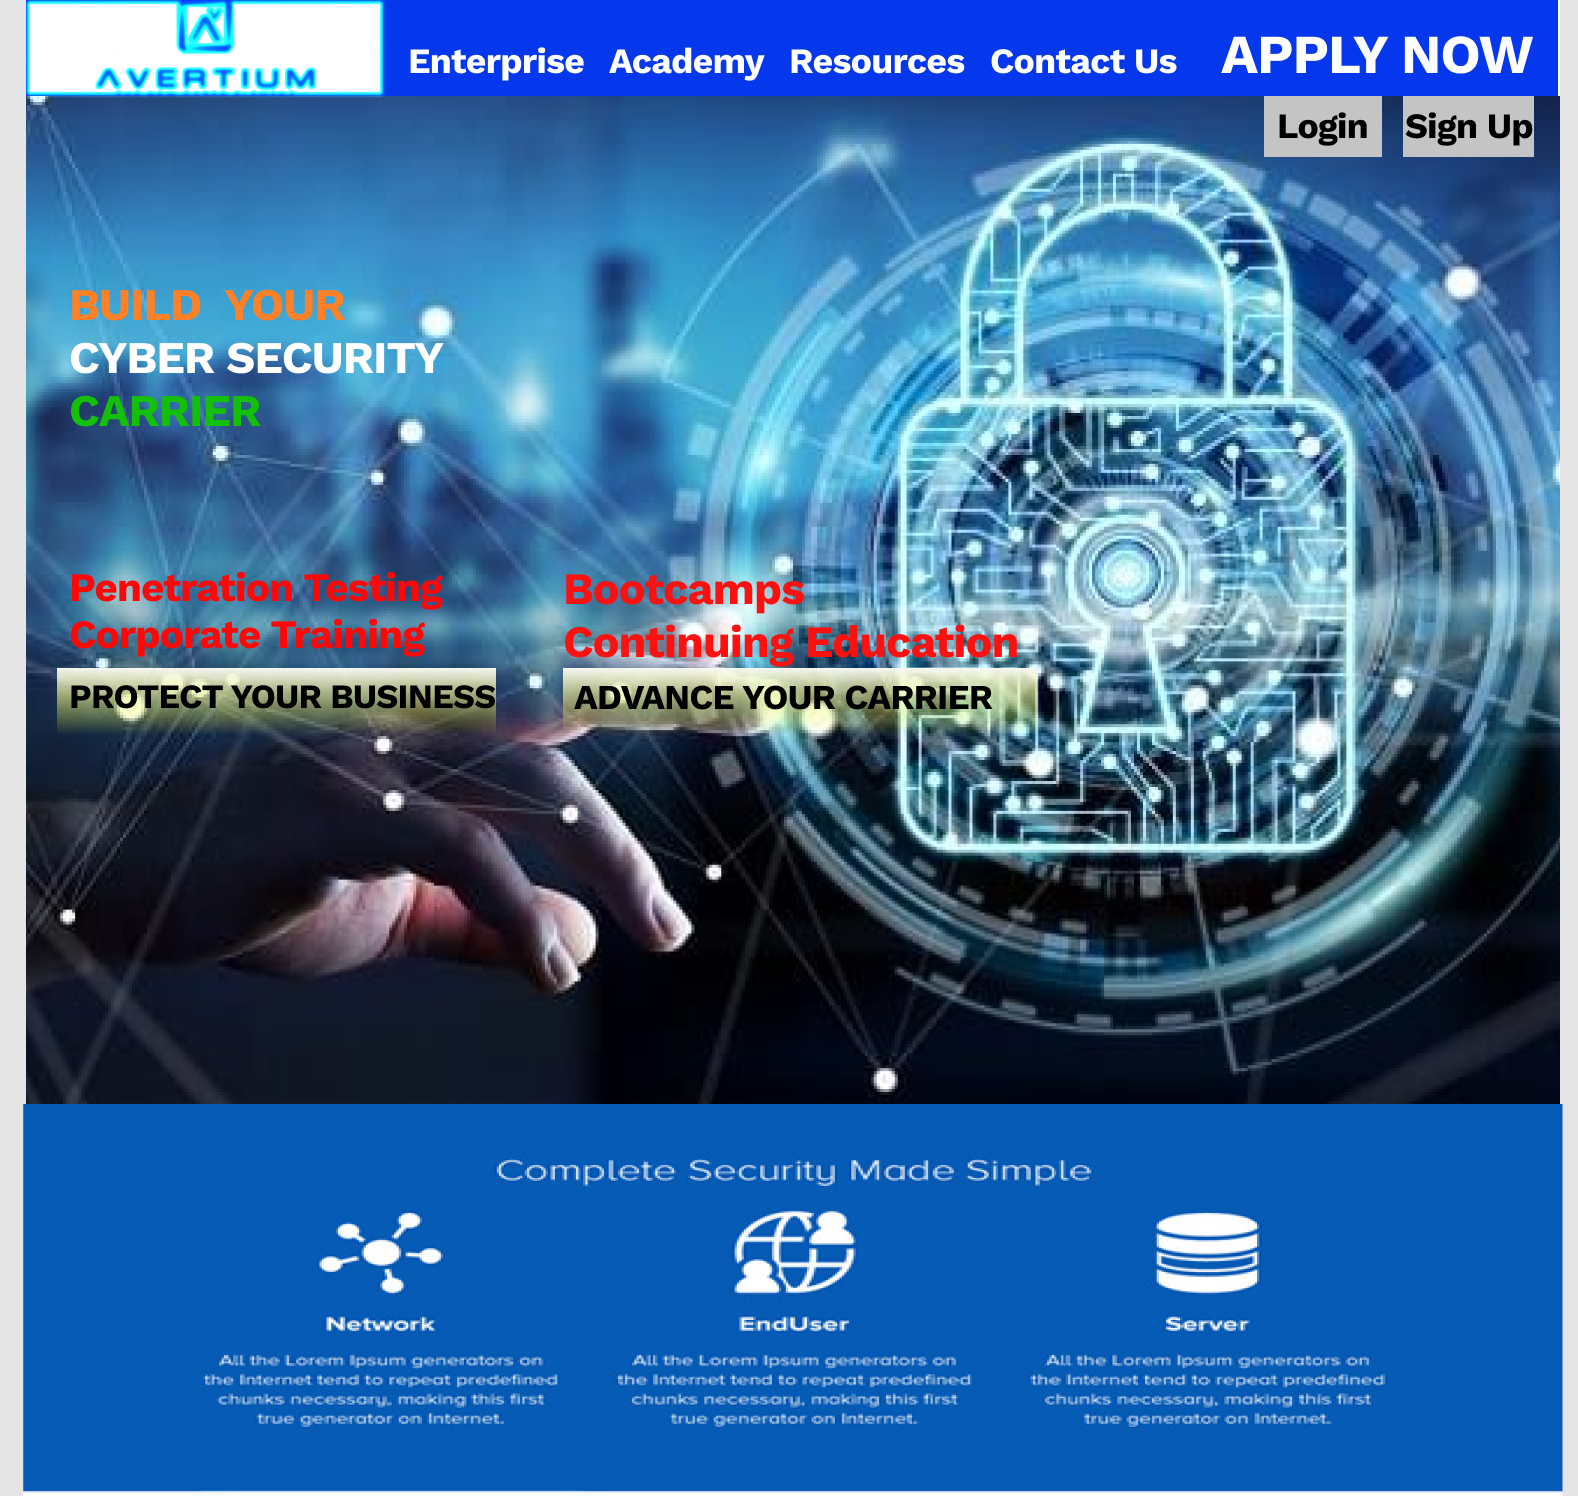 AVERTIUM
Enterprise Academy Resources Contact Us APPLY NOW
Login Sign Up
BUILD YOUR
CYBER SECURITY
CARRIER
Penetration Testing
Corporate Training
PROTECT YOUR BUSINESS
Bootcamps
Continuing Education
ADVANCE YOUR CARRIER
Complete Security Made Simple
Network
All the Lorem Ipsum generators on
the Internet tend to repeat predefined
chunks necessary, making this first
true generator on Internet.
EndUser
All the Lorem Ipsum generators on
the Internet tend to repeat predefined
chunks necessary, making this first
true generator on Internet.
Server
All the Lorem Ipsum generators on
the Internet tend to repeat predefined
chunks necessary, making this first
true generator on Internet.